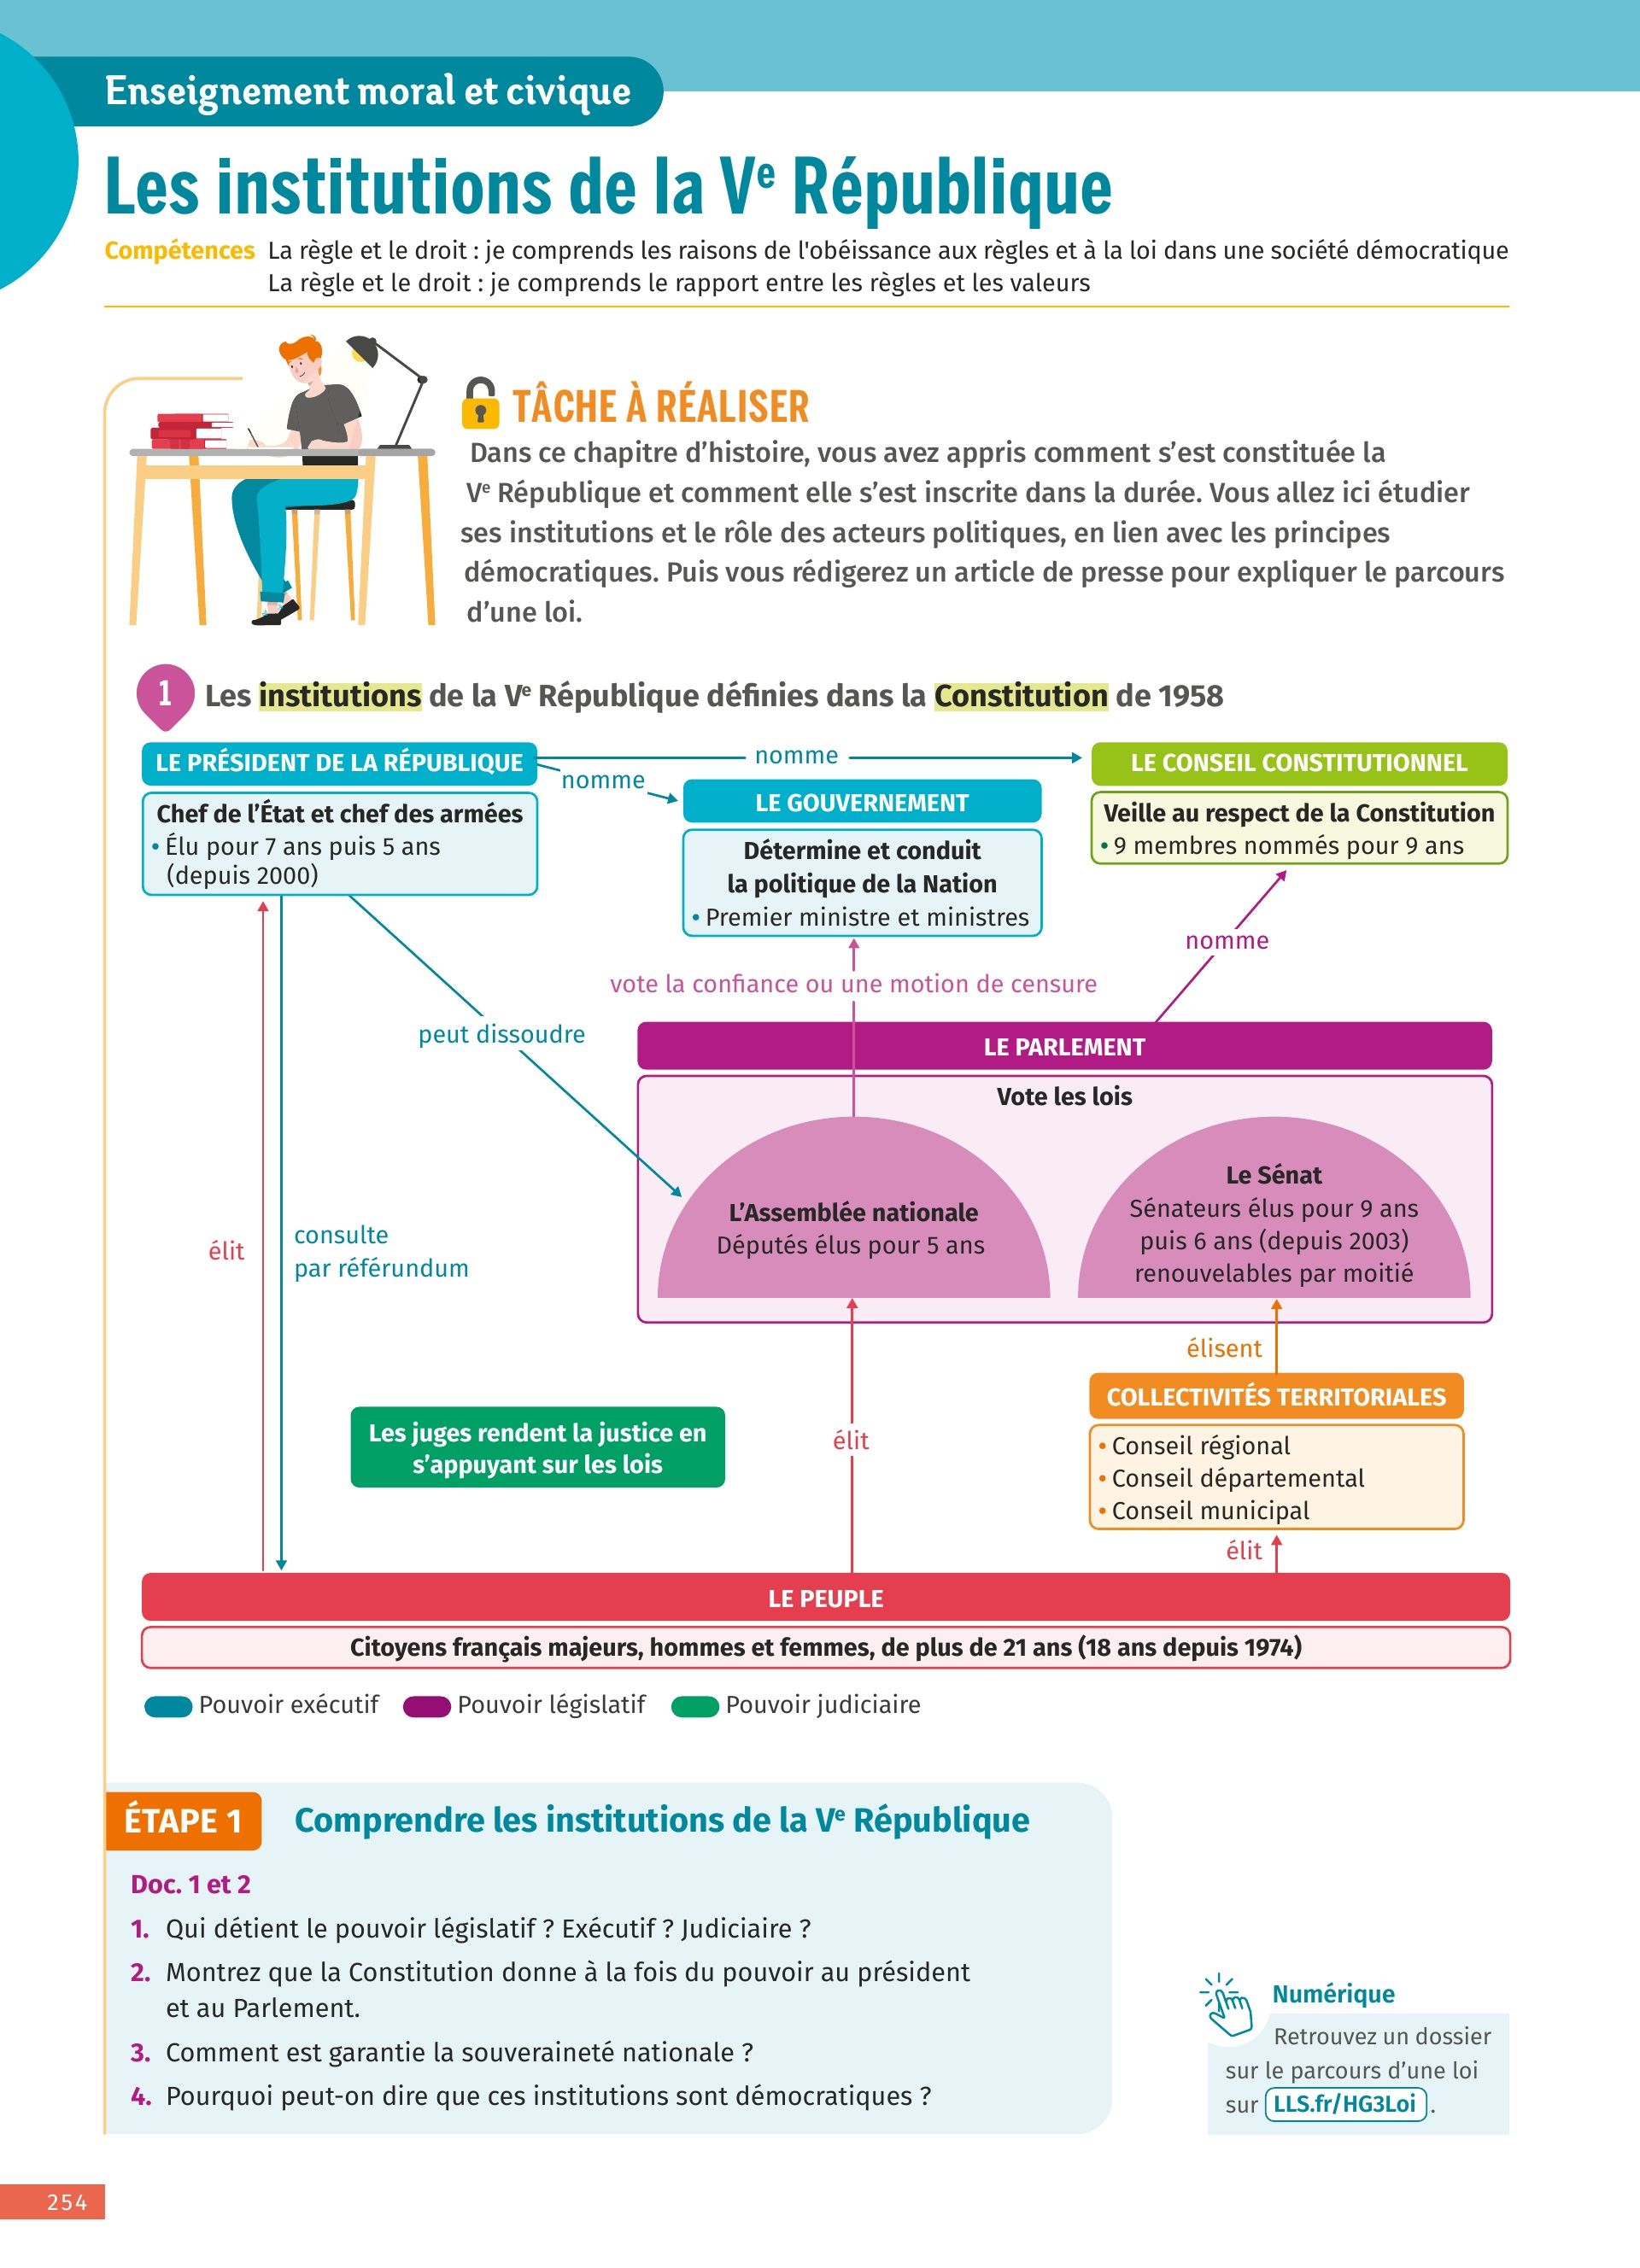 Enseignement moral et civique
Les institutions de la Vᵉ République
Compétences La règle et le droit : je comprends les raisons de l'obéissance aux règles et à la loi dans une société démocratique
La règle et le droit : je comprends le rapport entre les règles et les valeurs
TÂCHE À RÉALISER
Dans ce chapitre d’histoire, vous avez appris comment s’est constituée la
Vᵉ République et comment elle s’est inscrite dans la durée. Vous allez ici étudier
ses institutions et le rôle des acteurs politiques, en lien avec les principes
démocratiques. Puis vous rédigerez un article de presse pour expliquer le parcours
d’une loi.
1 Les institutions de la Vᵉ République définies dans la Constitution de 1958
LE PRÉSIDENT DE LA RÉPUBLIQUE
Chef de l’État et chef des armées
• Élu pour 7 ans puis 5 ans
(depuis 2000)
nomme
nomme
LE GOUVERNEMENT
Détermine et conduit
la politique de la Nation
• Premier ministre et ministres
LE CONSEIL CONSTITUTIONNEL
Veille au respect de la Constitution
• 9 membres nommés pour 9 ans
nomme
vote la confiance ou une motion de censure
peut dissoudre
LE PARLEMENT
Vote les lois
L’Assemblée nationale
Députés élus pour 5 ans
Le Sénat
Sénateurs élus pour 9 ans
puis 6 ans (depuis 2003)
renouvelables par moitié
élit
consulte
par référundum
élisent
COLLECTIVITÉS TERRITORIALES
• Conseil régional
• Conseil départemental
• Conseil municipal
Les juges rendent la justice en
s’appuyant sur les lois
élit
élit
LE PEUPLE
Citoyens français majeurs, hommes et femmes, de plus de 21 ans (18 ans depuis 1974)
Pouvoir exécutif Pouvoir législatif Pouvoir judiciaire
ÉTAPE 1 Comprendre les institutions de la Vᵉ République
Doc. 1 et 2
1. Qui détient le pouvoir législatif ? Exécutif ? Judiciaire ?
2. Montrez que la Constitution donne à la fois du pouvoir au président
et au Parlement.
3. Comment est garantie la souveraineté nationale ?
4. Pourquoi peut-on dire que ces institutions sont démocratiques ?
Numérique
Retrouvez un dossier
sur le parcours d’une loi
sur LLS.fr/HG3Loi .
254